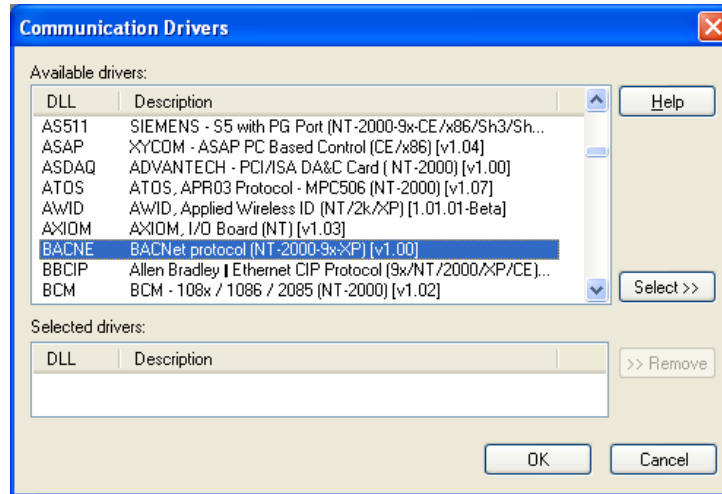 Communication Drivers
Available drivers:
DLL Description
Help
AS511 SIEMENS - S5 with PG Port (NT-2000-9x-CE/x86/Sh3/Sh...
ASAP XYCOM - ASAP PC Based Control (CE/x86) [v1.04]
ASDAQ ADVANTECH - PCI/ISA DA&C Card ( NT-2000) [v1.00]
ATOS ATOS, APR03 Protocol - MPC506 (NT-2000) [v1.07]
AWID AWID, Applied Wireless ID (NT/2k/XP) [1.01.01-Beta]
AXIOM AXIOM, I/O Board (NT) [v1.03]
BACNE BACNet protocol (NT-2000-9x-XP) [v1.00]
BBCIP Allen Bradley | Ethernet CIP Protocol (9x/NT/2000/XP/CE)...
BCM BCM - 108x / 1086 / 2085 (NT-2000) [v1.02]
Select >>
Selected drivers:
DLL Description
>> Remove
OK Cancel